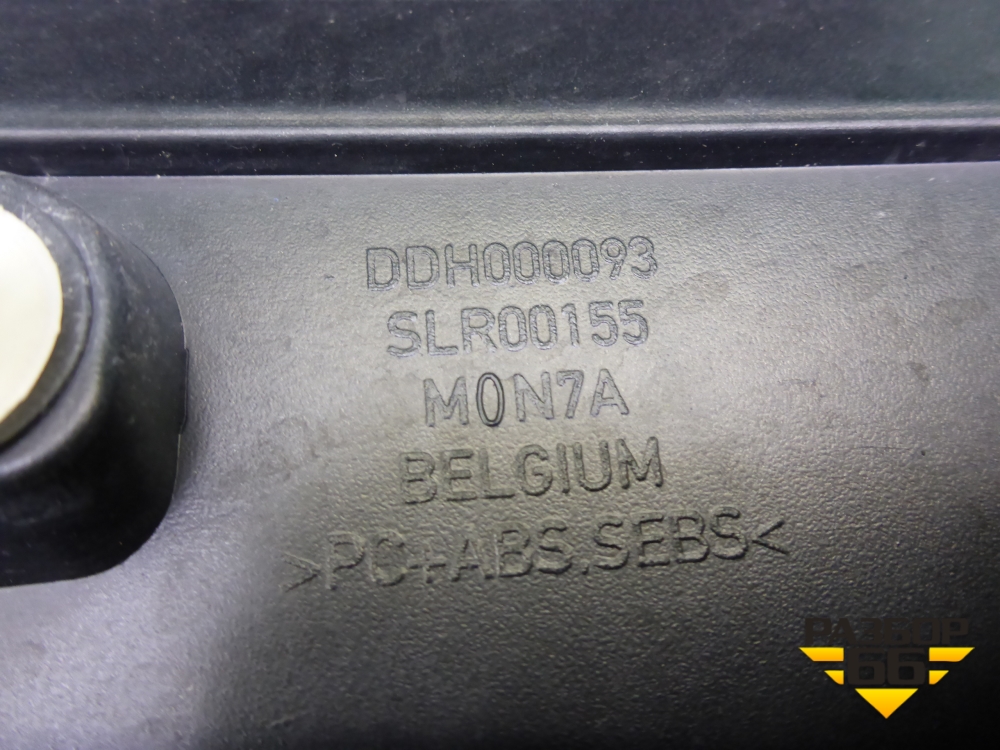 DDH000093
SLR00155
M0N7A
BELGIUM
>PC+ABS.SEBS<
РАЗБОР
66